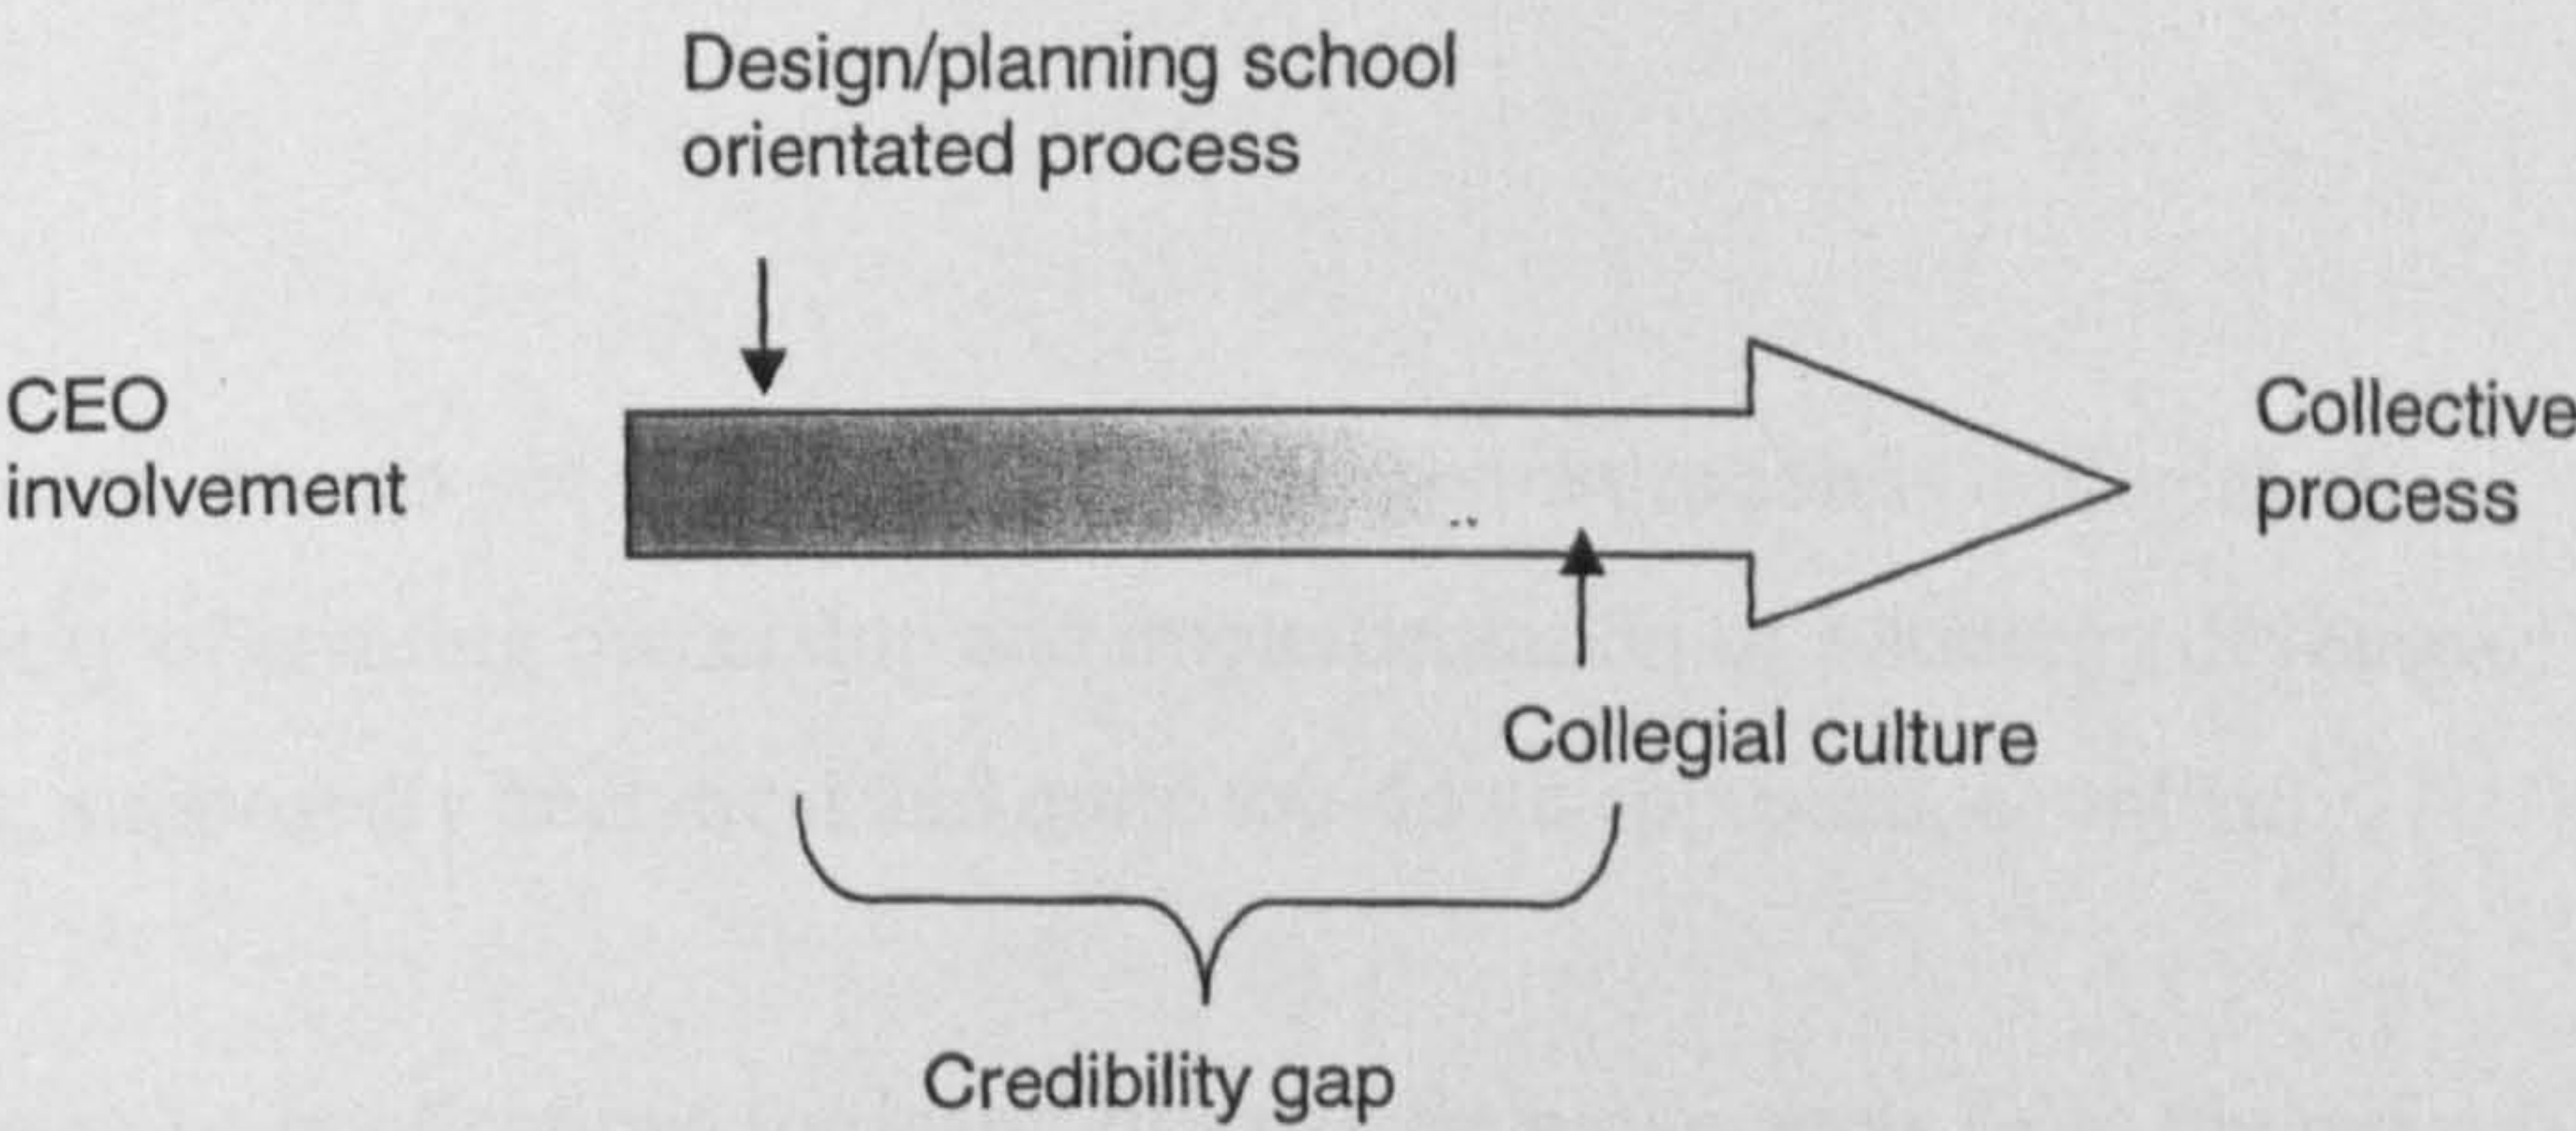 Design/planning school
orientated process
CEO
involvement
Collective
process
Collegial culture
Credibility gap